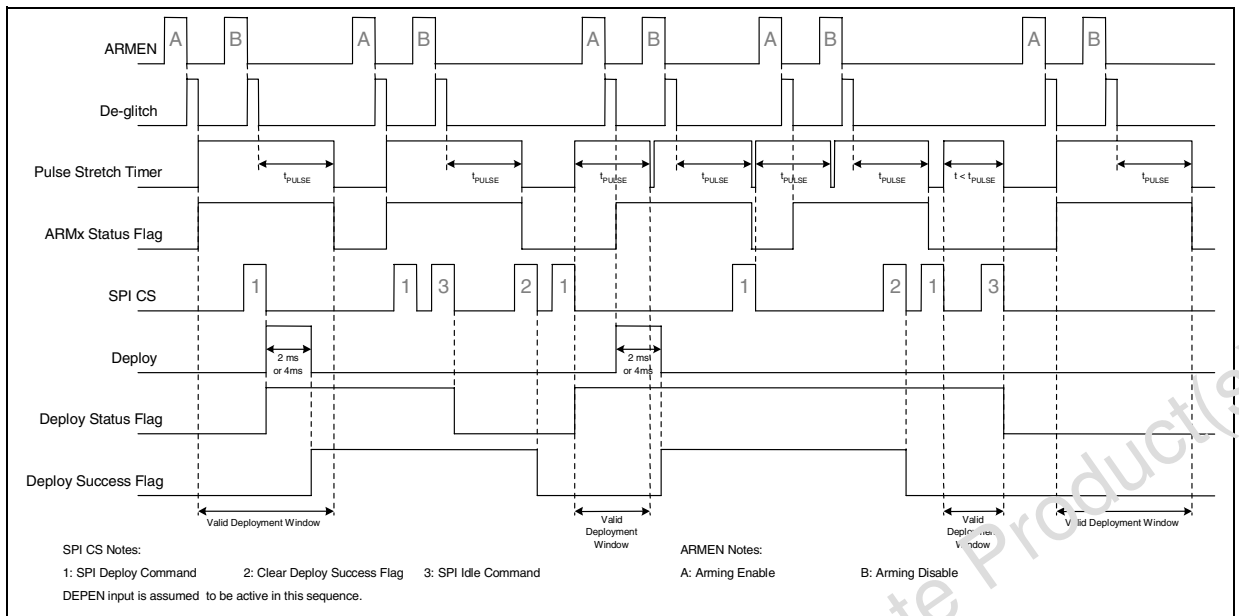 ARMEN
A B A B A B A B A B
De-glitch
Pulse Stretch Timer
tPULSE tPULSE tPULSE tPULSE tPULSE tPULSE t < tPULSE tPULSE
ARMx Status Flag
SPI CS
1 1 3 2 1 1 2 1 3
Deploy
2 ms
or 4ms
2 ms
or 4ms
Deploy Status Flag
Deploy Success Flag
Valid Deployment Window
Valid
Deployment
Window
Valid
Deployment
Window
Valid Deployment Window
SPI CS Notes:
1: SPI Deploy Command 2: Clear Deploy Success Flag 3: SPI Idle Command
DEPEN input is assumed to be active in this sequence.
ARMEN Notes:
A: Arming Enable B: Arming Disable
Product(s